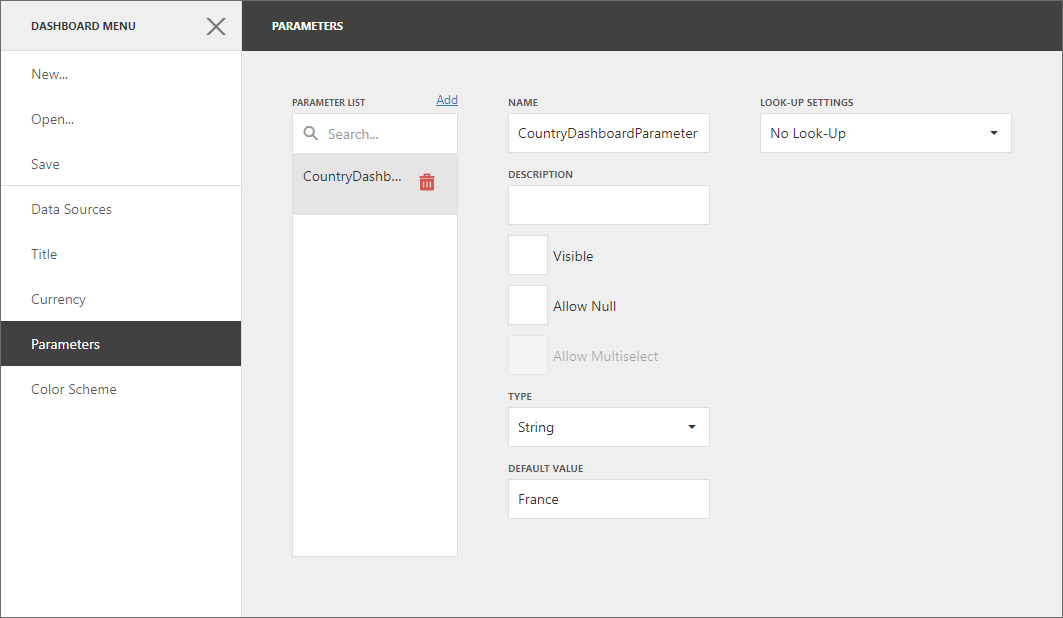 DASHBOARD MENU
New...
Open...
Save
Data Sources
Title
Currency
Parameters
Color Scheme
PARAMETERS
PARAMETER LIST
Add
Search...
CountryDashb...
NAME
CountryDashboardParameter
DESCRIPTION
Visible
Allow Null
Allow Multiselect
TYPE
String
DEFAULT VALUE
France
LOOK-UP SETTINGS
No Look-Up